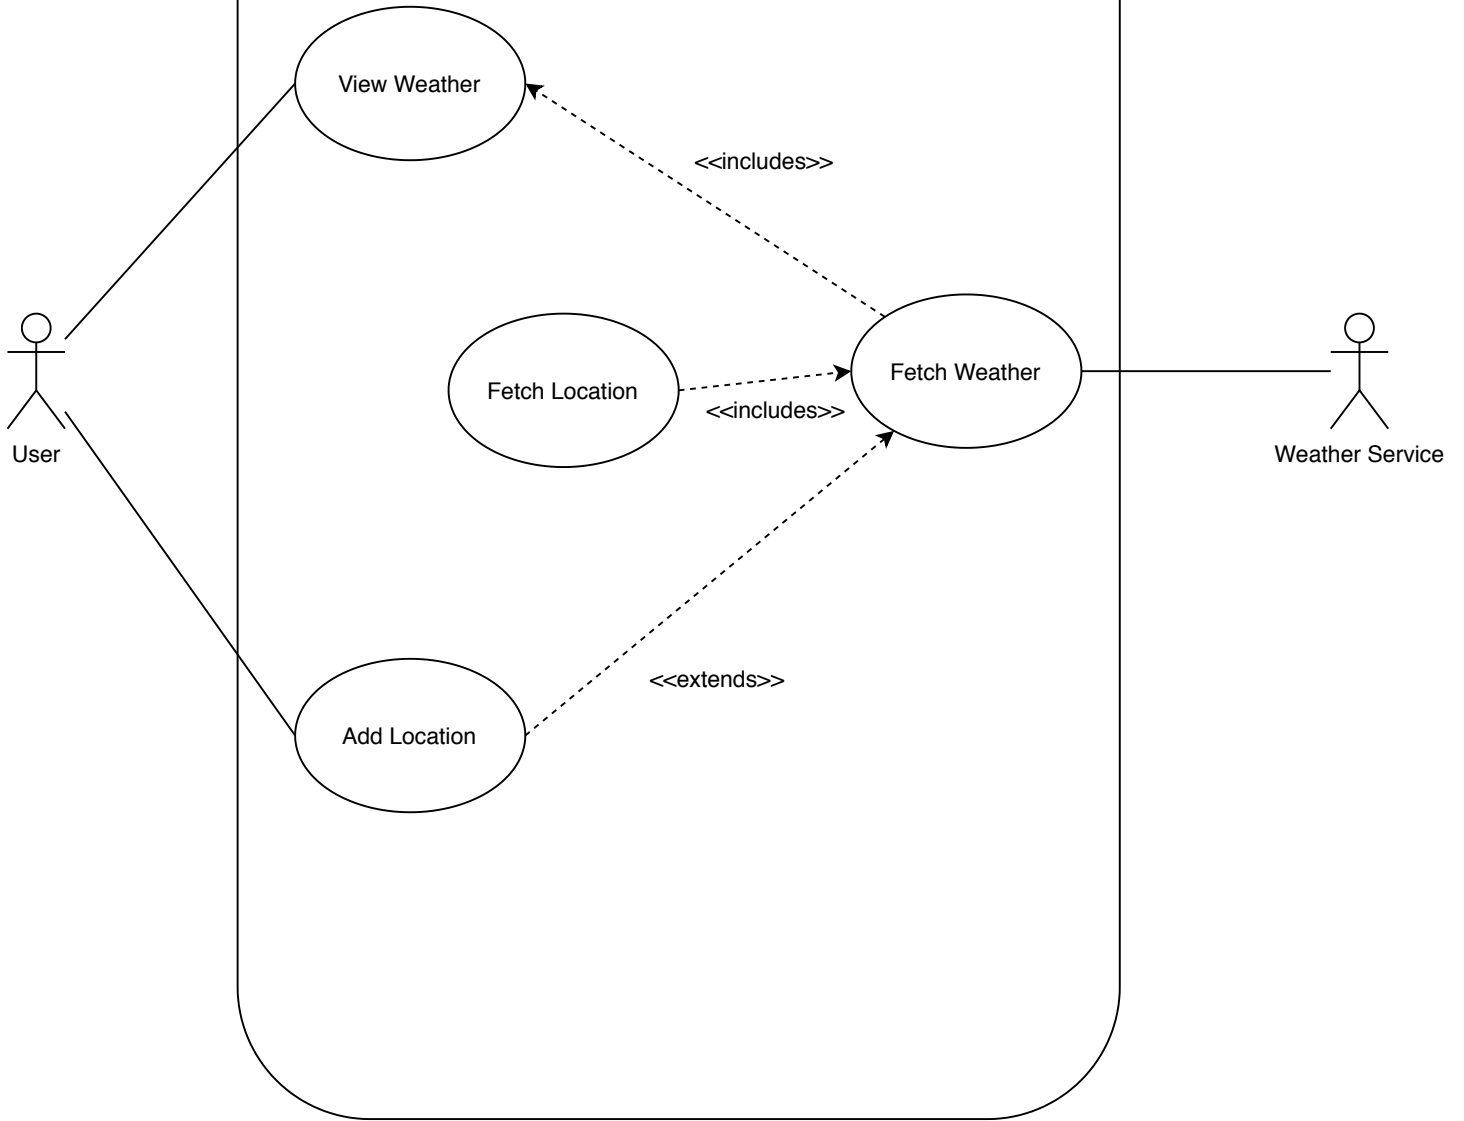 View Weather
<<includes>>
Fetch Location
Fetch Weather
<<includes>>
User
Weather Service
<<extends>>
Add Location